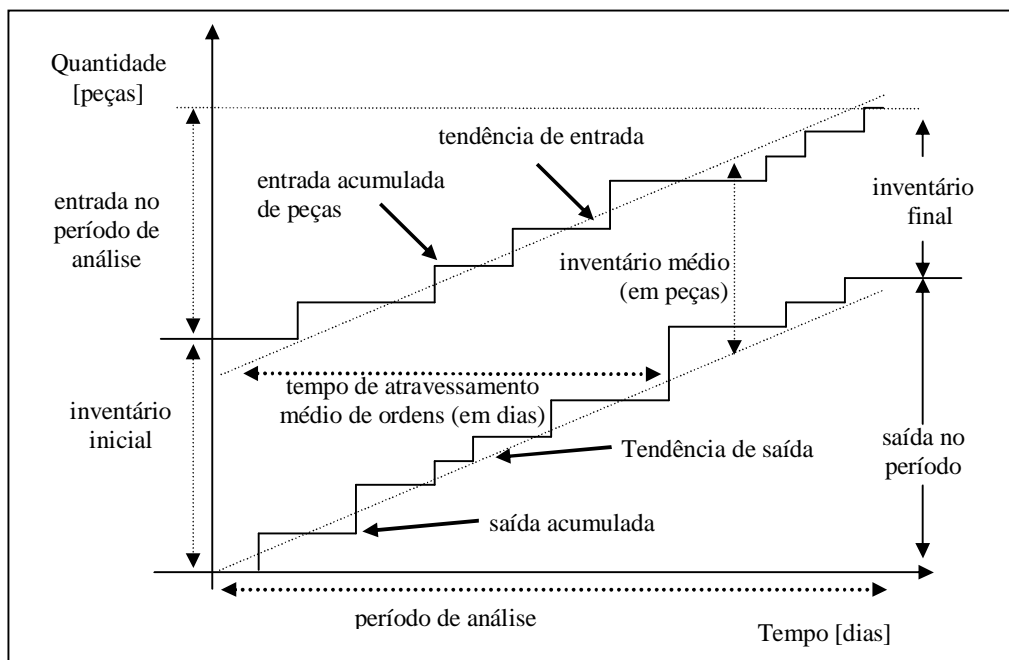 Quantidade
[peças]
tendência de entrada
entrada acumulada
de peças
entrada no
período de
análise
inventário
final
inventário médio
(em peças)
tempo de atravessamento
médio de ordens (em dias)
inventário
inicial
Tendência de saída
saída no
período
saída acumulada
período de análise
Tempo [dias]